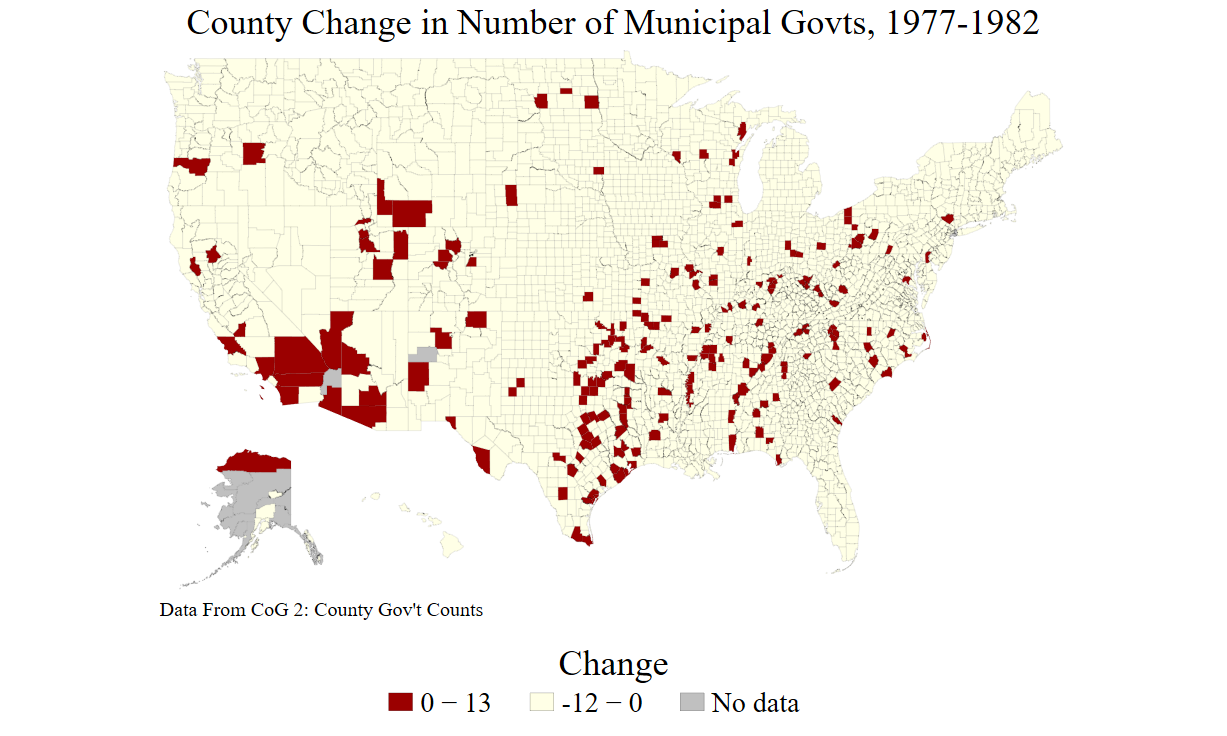 County Change in Number of Municipal Govts, 1977-1982
Data From CoG 2: County Gov't Counts
Change
0 − 13
-12 − 0
No data